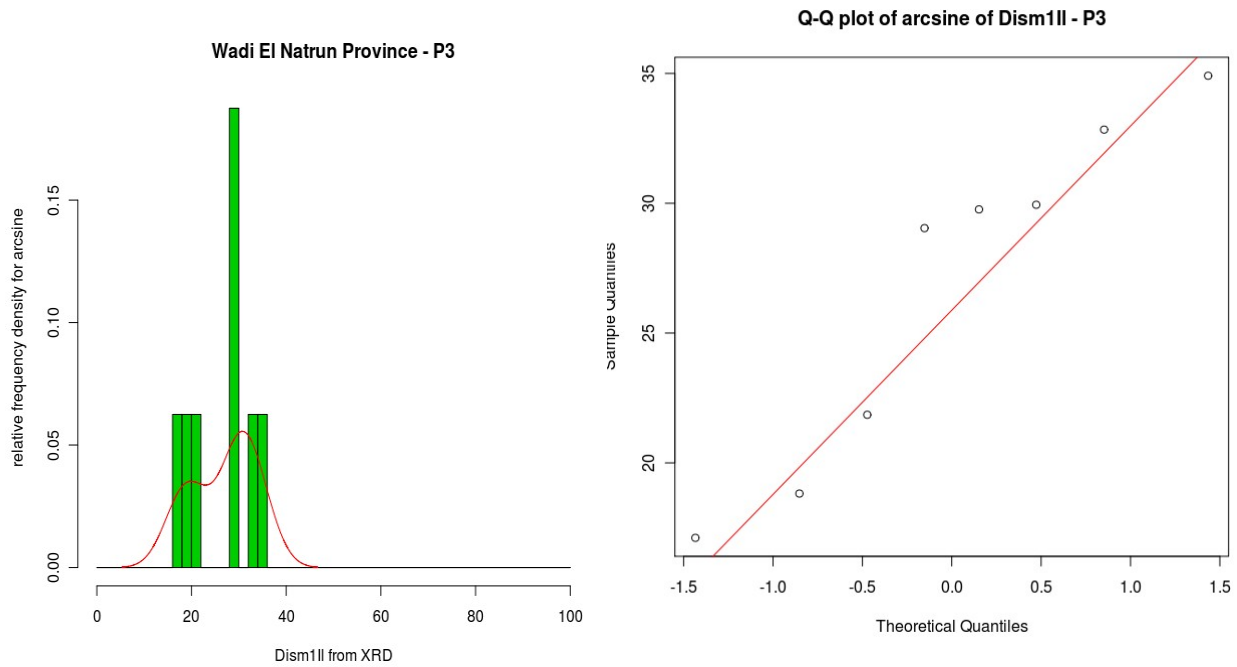 Wadi El Natrun Province - P3
relative frequency density for arcsine
0.15
0.10
0.05
0.00
0 20 40 60 80 100
Dism1Il from XRD
Q-Q plot of arcsine of Dism1Il - P3
Sample Quantiles
35
30
25
20
-1.5 -1.0 -0.5 0.0 0.5 1.0 1.5
Theoretical Quantiles